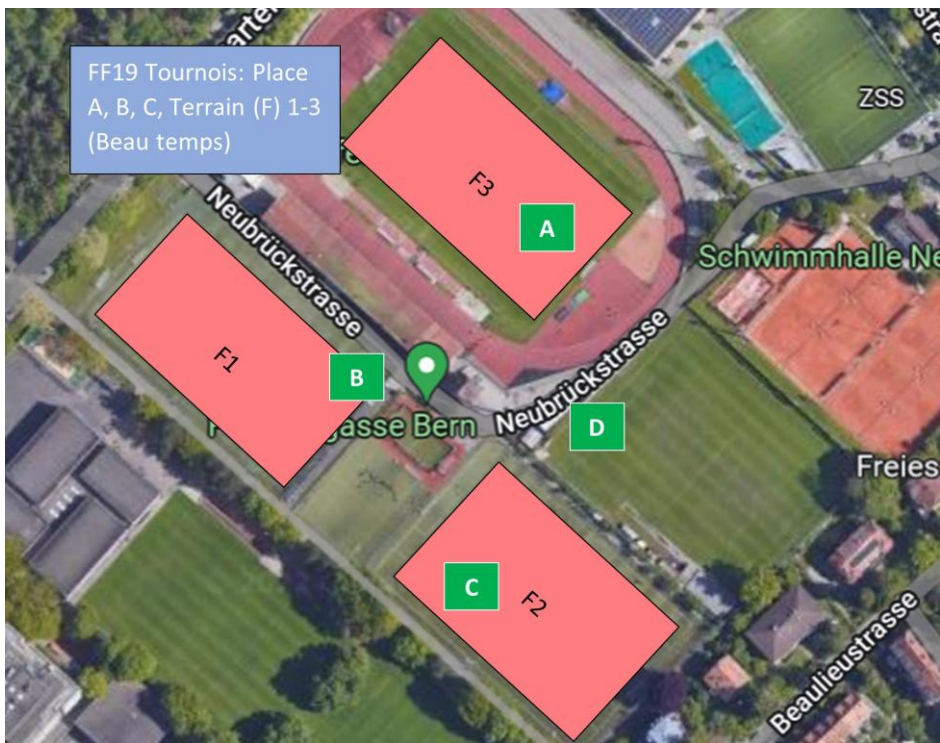 FF19 Tournois: Place
A, B, C, Terrain (F) 1-3
(Beau temps)
ZSS
F3
A
Neubrückstrasse
Schwimmhalle Ne
F1
B
Neubrückstrasse
gasse Bern
D
Freies
C
F2
Beaulieustrasse